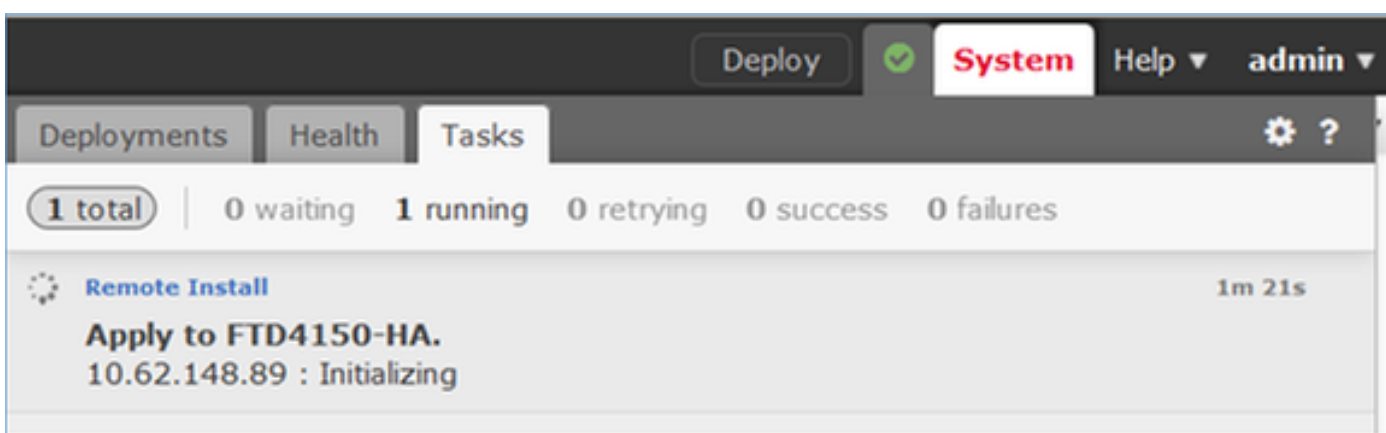 Deploy System Help admin
Deployments Health Tasks ?
1 total 0 waiting 1 running 0 retrying 0 success 0 failures
Remote Install 1m 21s
Apply to FTD4150-HA.
10.62.148.89 : Initializing